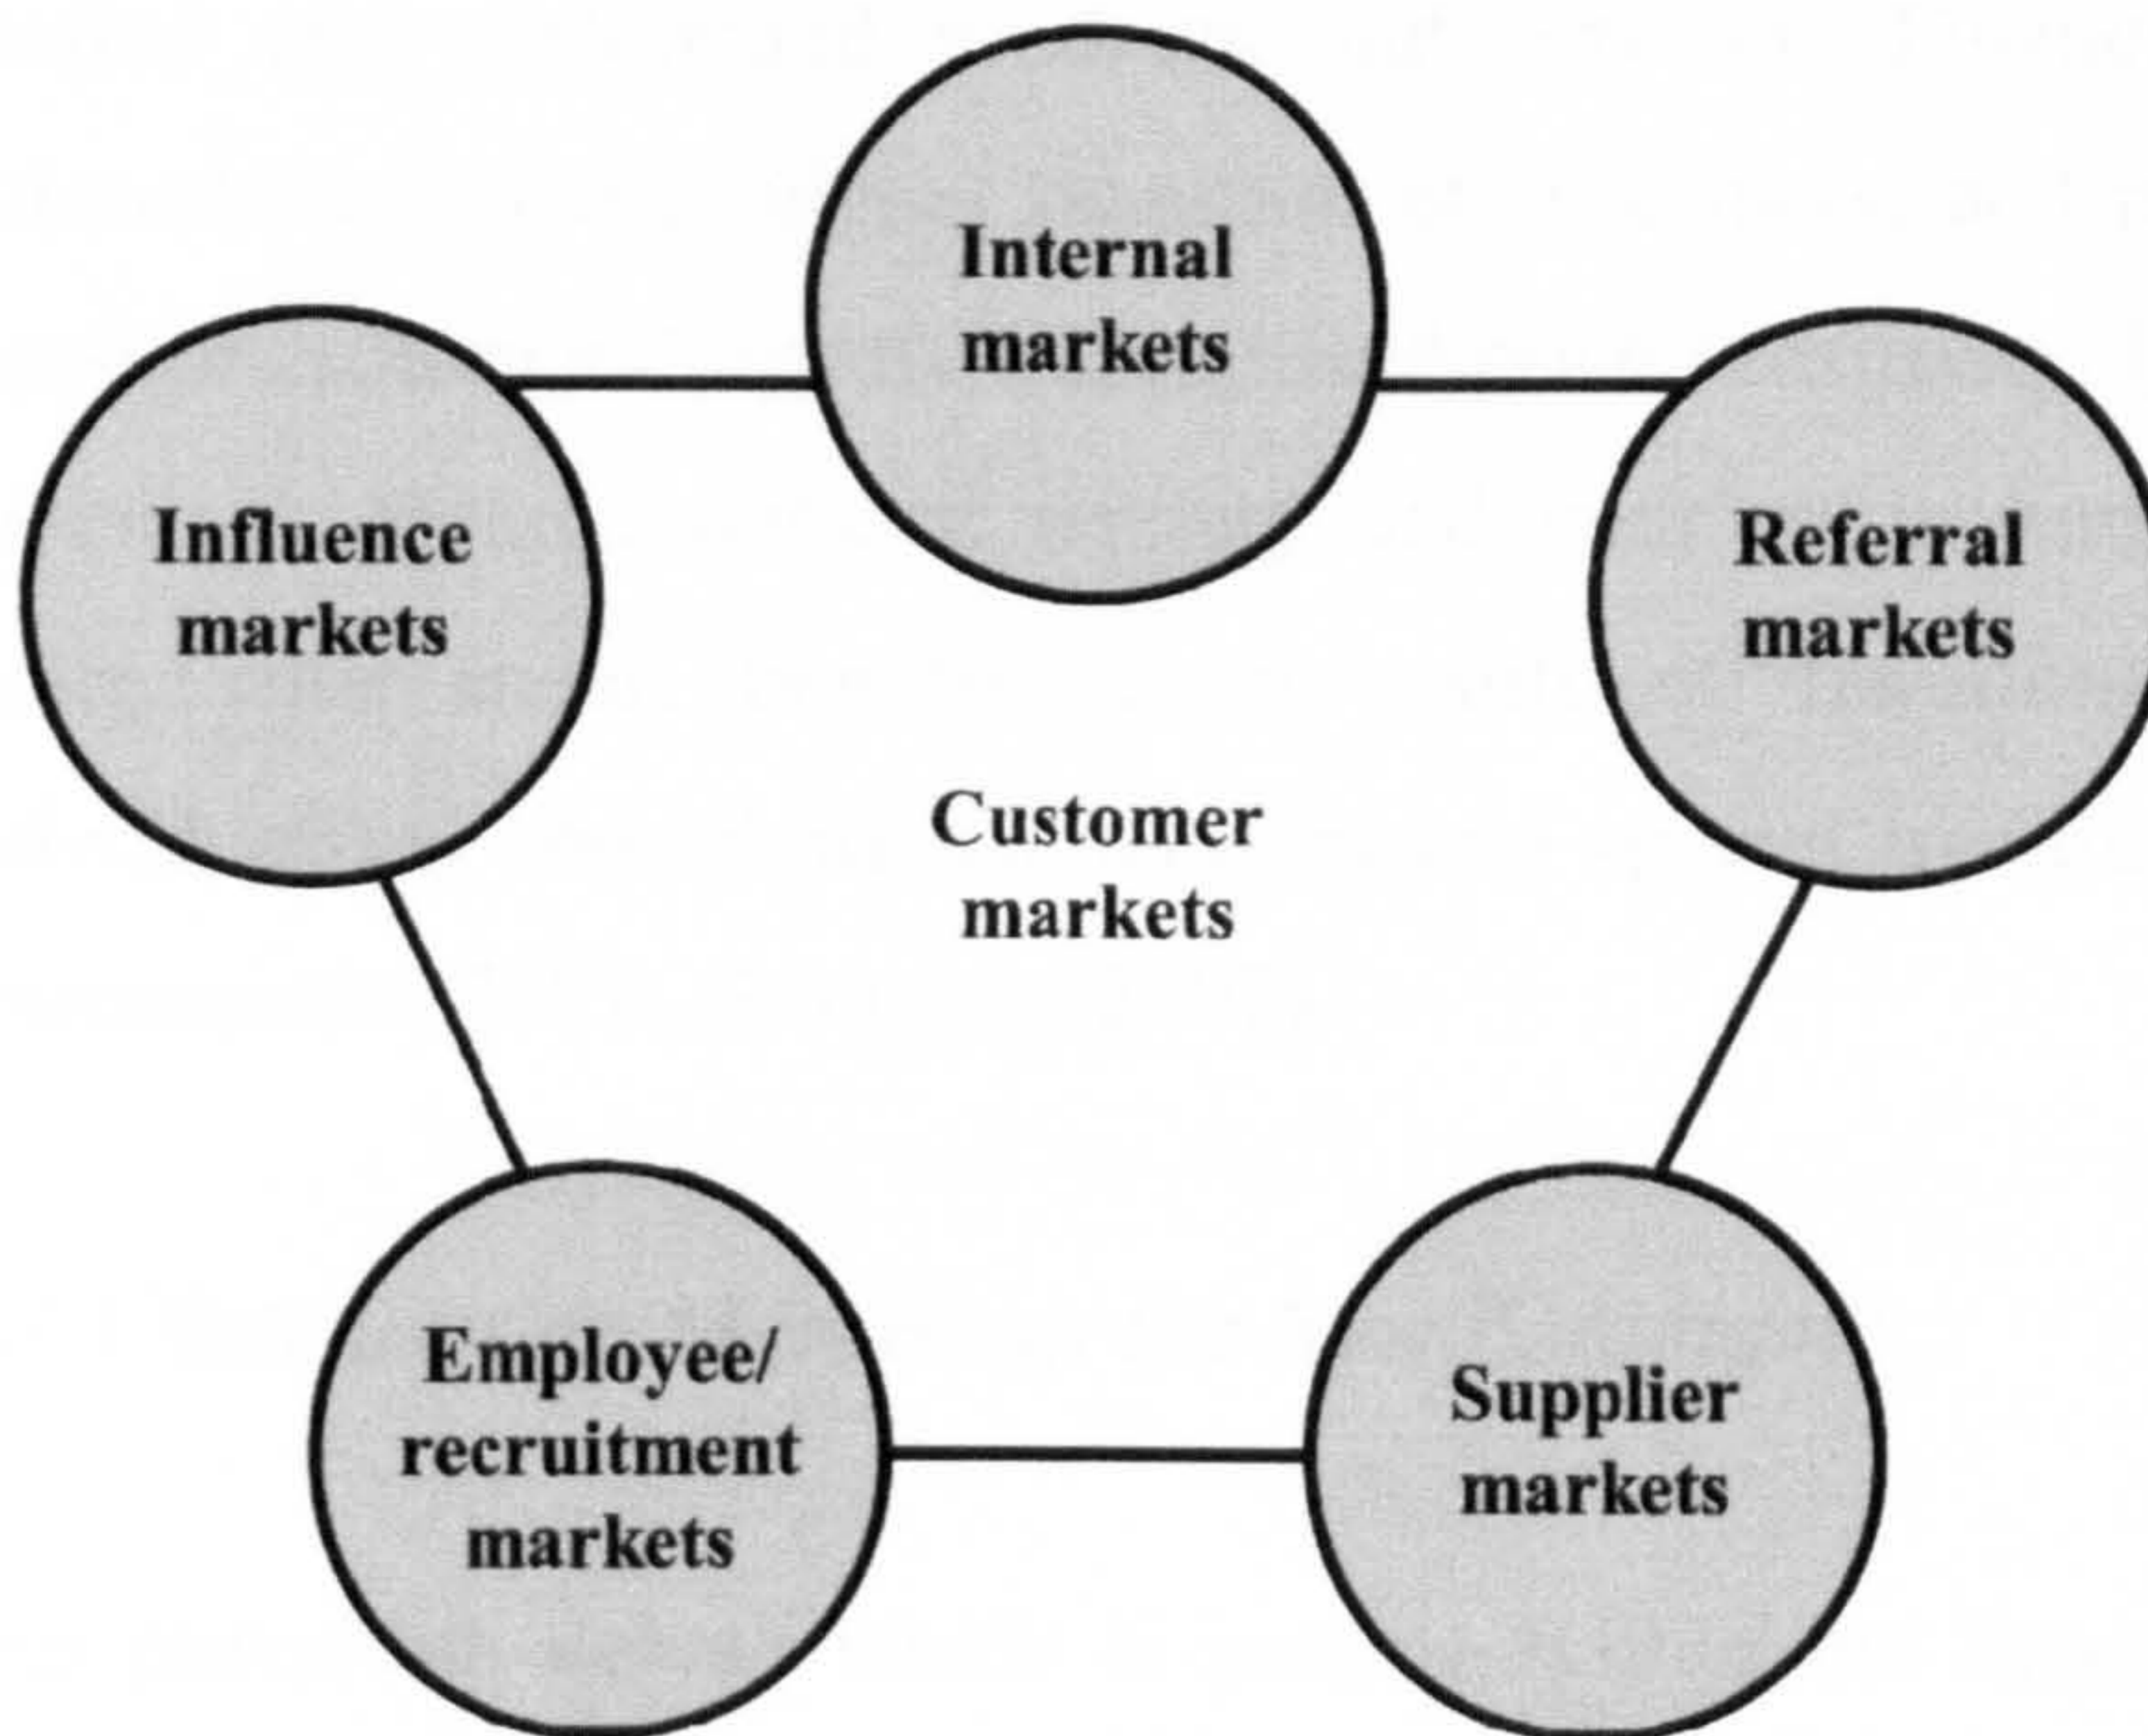 Internal
markets
Influence
markets
Referral
markets
Customer
markets
Employee/
recruitment
markets
Supplier
markets